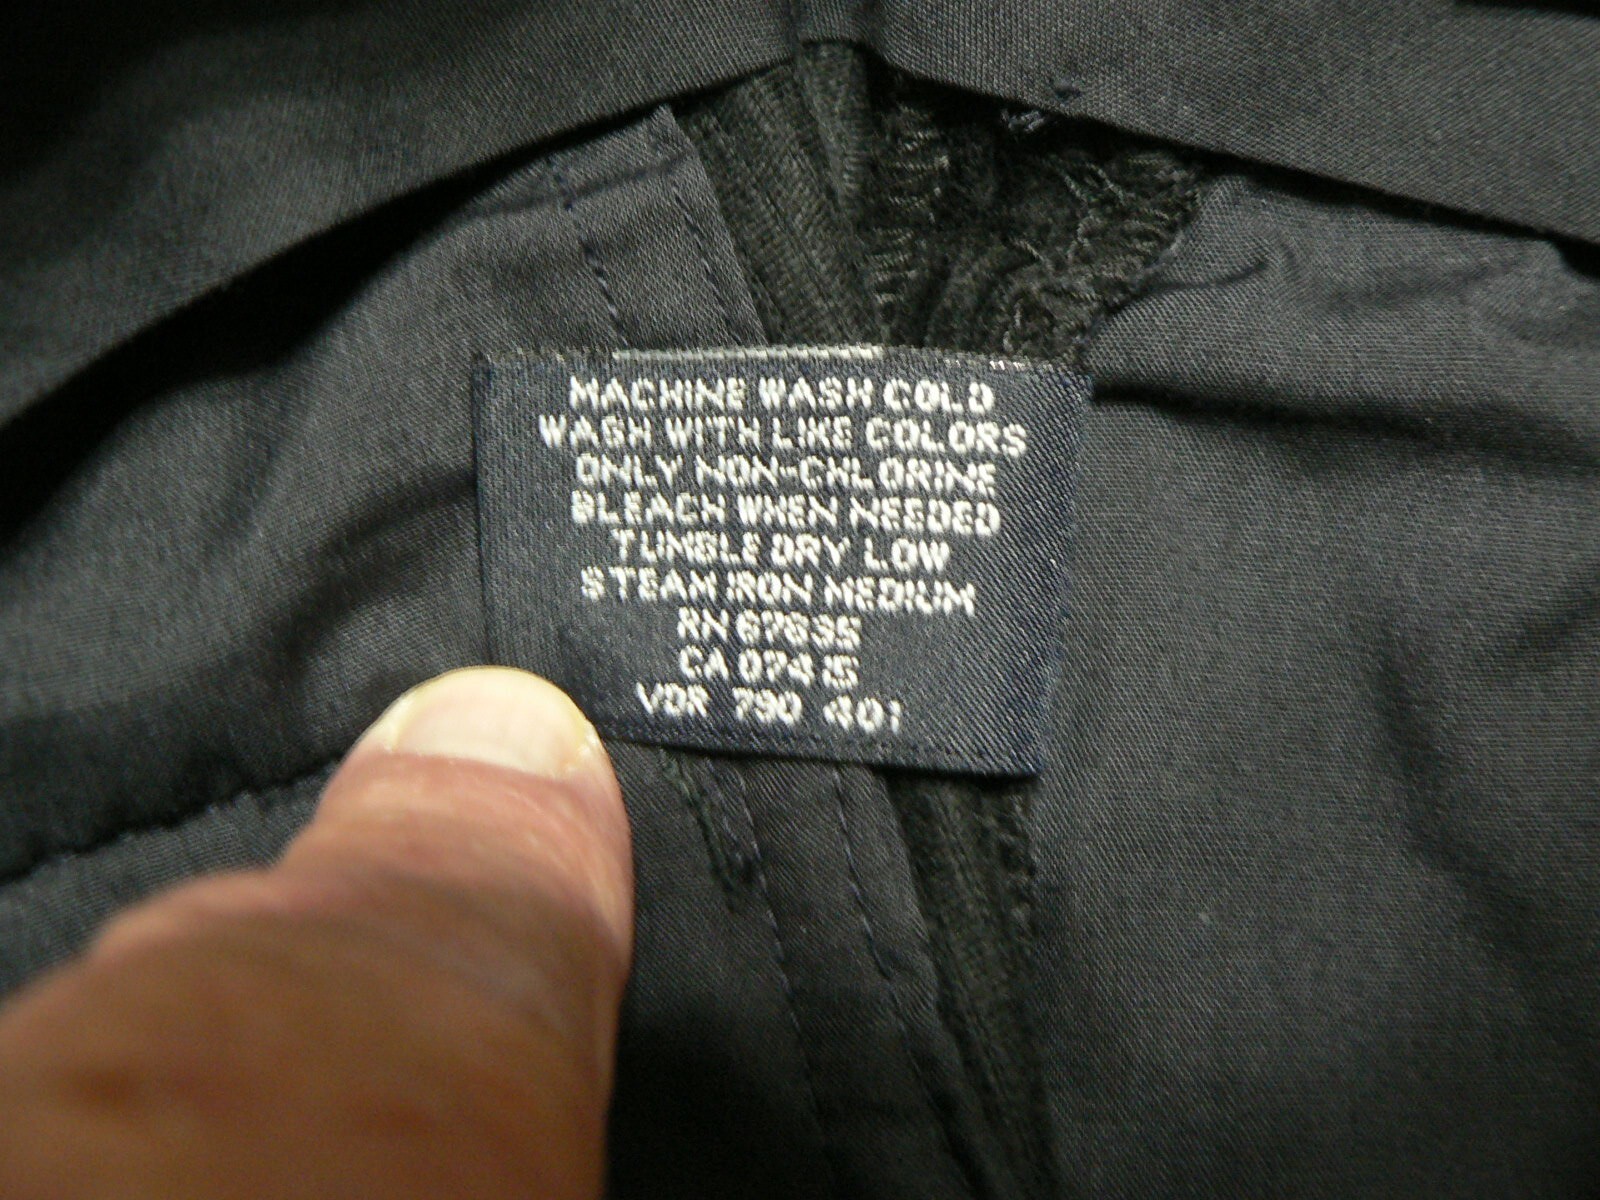 MACHINE WASH COLD
WASH WITH LIKE COLORS
ONLY NON-CHLORINE
BLEACH WHEN NEEDED
TUMBLE DRY LOW
STEAM IRON MEDIUM
RN 67635
CA 07415
VDR 790 401